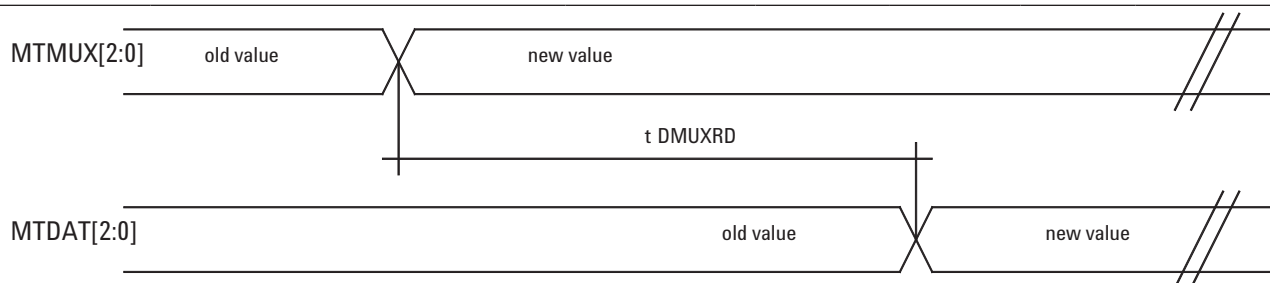 MTMUX[2:0] old value new value
t DMUXRD
MTDAT[2:0] old value new value